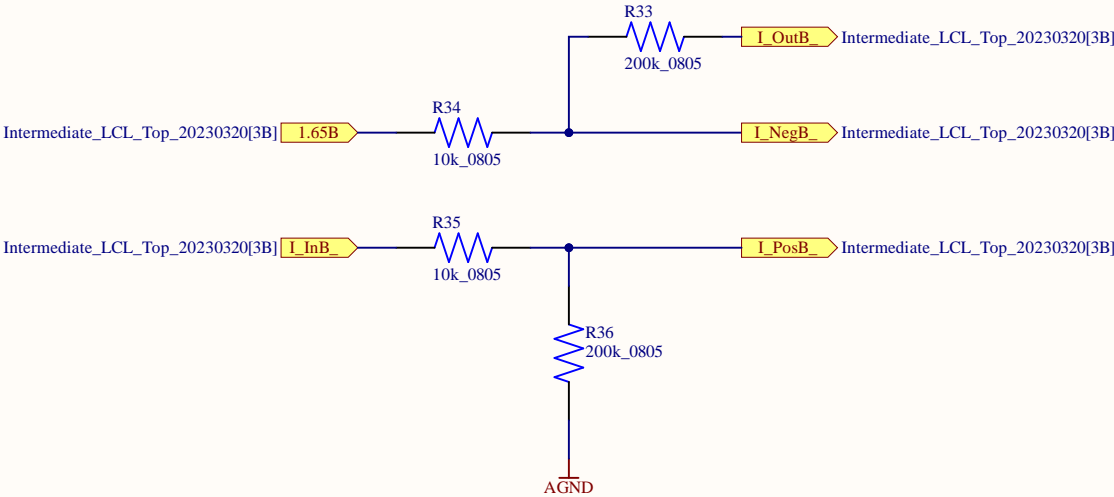 R33
I_OutB_ Intermediate_LCL_Top_20230320[3B]
200k_0805
R34
Intermediate_LCL_Top_20230320[3B] 1.65B
I_NegB_ Intermediate_LCL_Top_20230320[3B]
10k_0805
R35
Intermediate_LCL_Top_20230320[3B] I_InB_
I_PosB_ Intermediate_LCL_Top_20230320[3B]
10k_0805
R36
200k_0805
AGND